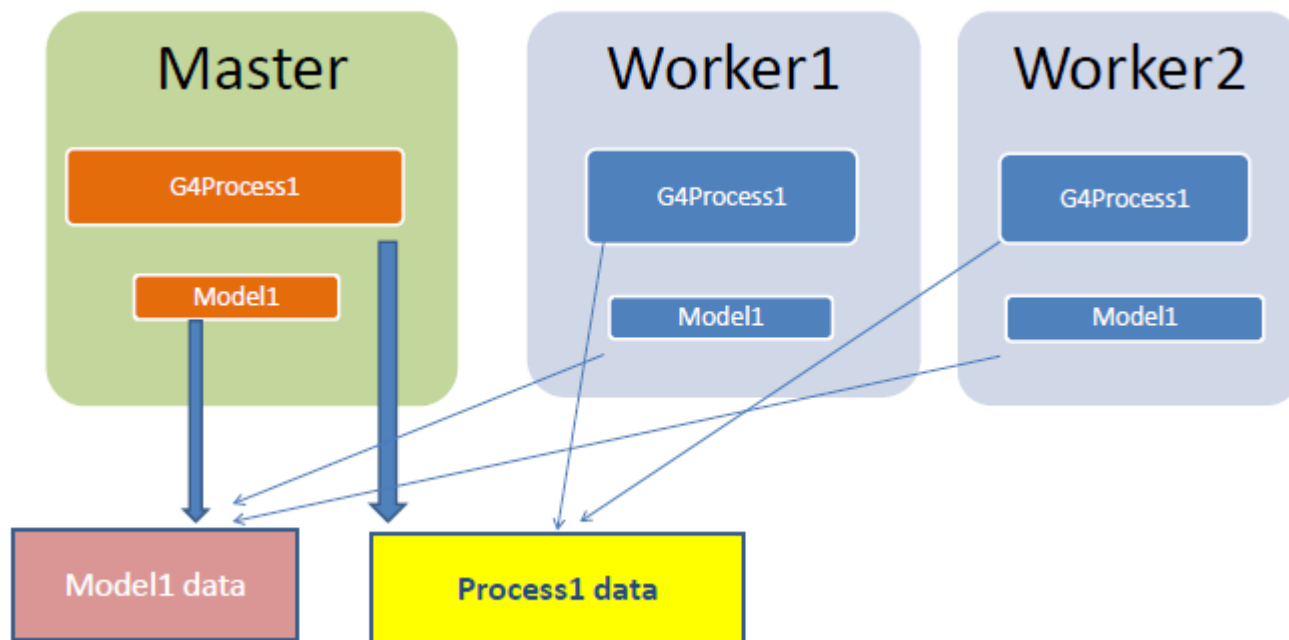 Master
Worker1
Worker2
G4Process1
G4Process1
G4Process1
Model1
Model1
Model1
Model1 data
Process1 data